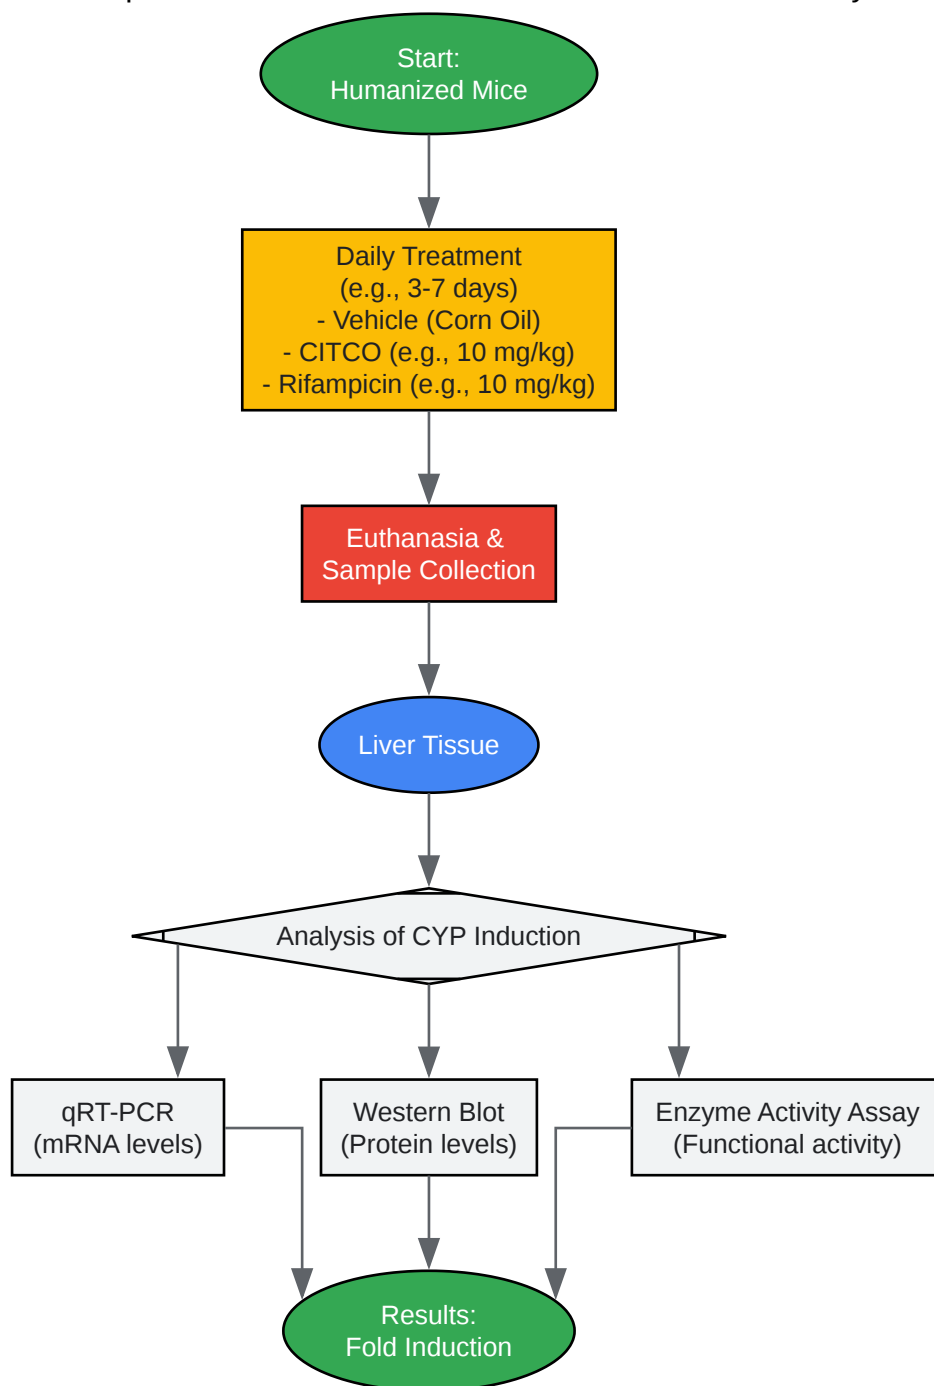 Start:
Humanized Mice
Daily Treatment
(e.g., 3-7 days)
- Vehicle (Corn Oil)
- CITCO (e.g., 10 mg/kg)
- Rifampicin (e.g., 10 mg/kg)
Euthanasia &
Sample Collection
Liver Tissue
Analysis of CYP Induction
qRT-PCR
(mRNA levels)
Western Blot
(Protein levels)
Enzyme Activity Assay
(Functional activity)
Results:
Fold Induction